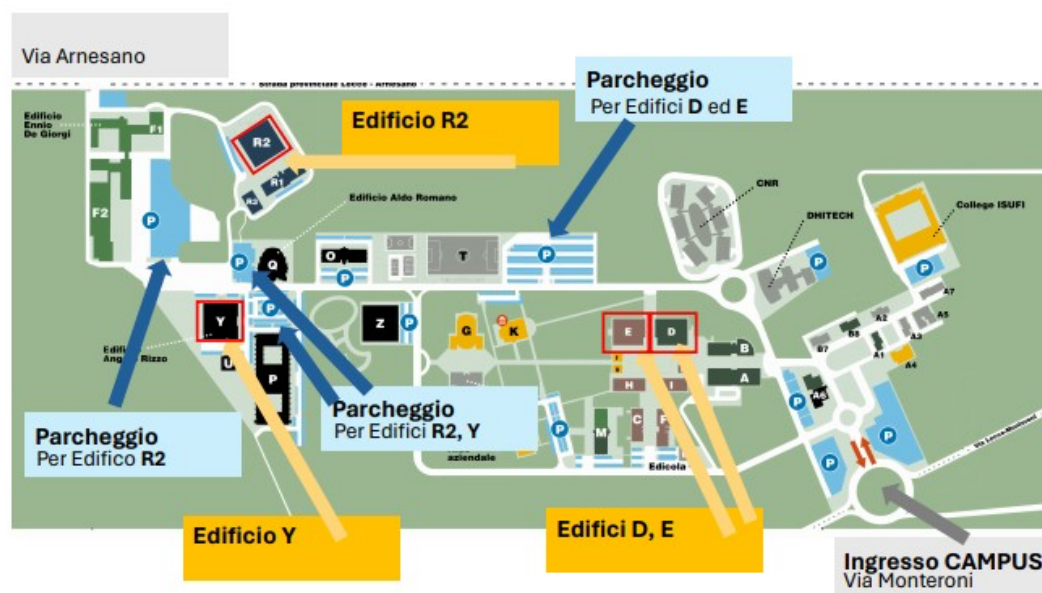 Via Arnesano
Strada provinciale Lecce - Arnesano
Parcheggio
Per Edifici D ed E
Edificio R2
Edificio
Ennio
De Giorgi
F1
F2
R2
R1
R3
P
Edificio Aldo Romano
CNR
DHITECH
College ISUFI
P
Q
O
P
T
P
P
P
A7
A5
A3
A2
A1
A4
B8
B7
A6
Y
P
Z
P
G
K
E
D
B
A
H
I
U
P
M
C
F
P
P
P
P
Angelo Rizzo
Parcheggio
Per Edifico R2
Parcheggio
Per Edifici R2, Y
aziendale
Edicola
Via Lecce-Monteroni
Edificio Y
Edifici D, E
Ingresso CAMPUS
Via Monteroni